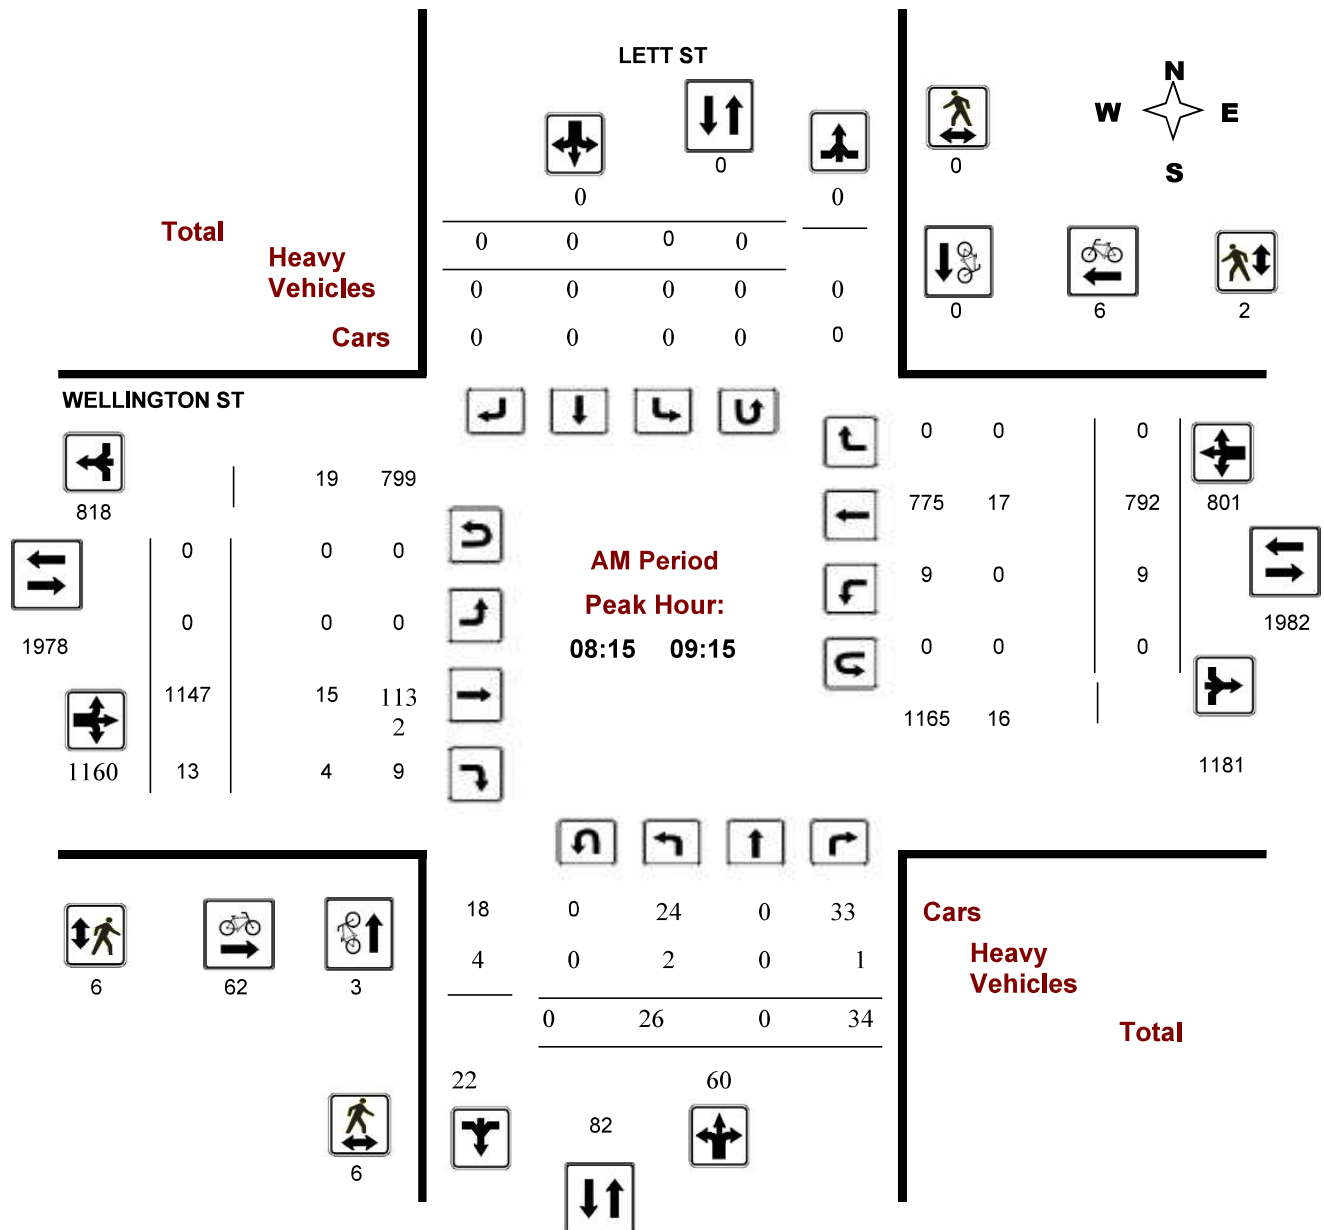 LETT ST
N
W E
S
0
0
0 0
Total
0 0 0 0
Heavy
Vehicles
0 0 0 0 0
Cars
0 0 0 0 0
0 6 2
WELLINGTON ST
0 0 0
19 799
818
775 17 792 801
0 0 0
AM Period
9 0 9
Peak Hour:
0 0 0
1978
08:15 09:15
0 0 0
1982
1147 15 113
2
1165 16
1160 13 4 9
1181
18 0 24 0 33
Cars
4 0 2 0 1
Heavy
Vehicles
6 62 3
0 26 0 34
Total
22 60
82
6